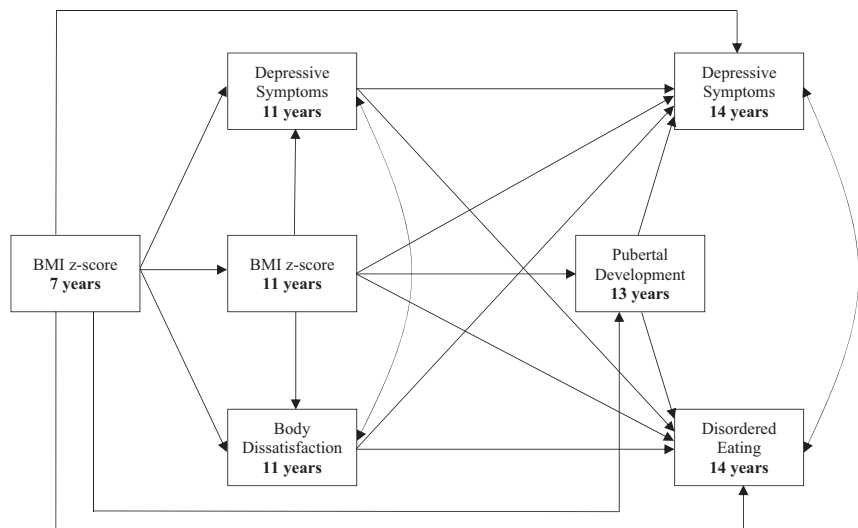 Depressive
Symptoms
11 years
Depressive
Symptoms
14 years
BMI z-score
7 years
BMI z-score
11 years
Pubertal
Development
13 years
Body
Dissatisfaction
11 years
Disordered
Eating
14 years